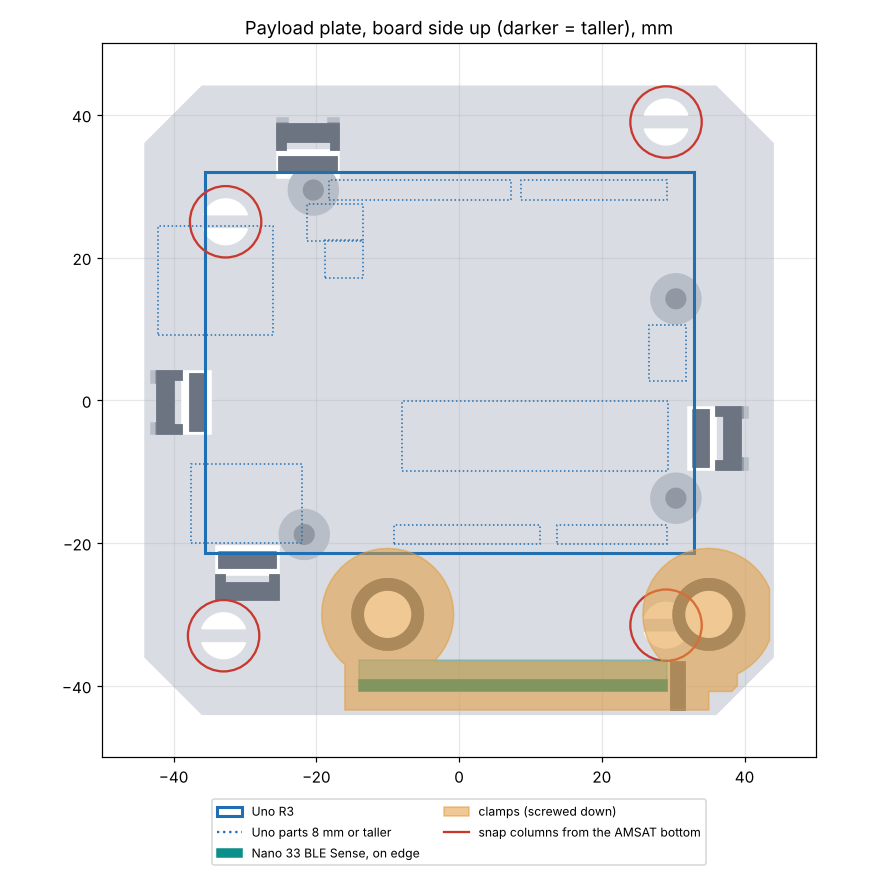 Payload plate, board side up (darker = taller), mm
40
20
0
−20
−40
−40
−20
0
20
40
Uno R3
Uno parts 8 mm or taller
Nano 33 BLE Sense, on edge
clamps (screwed down)
snap columns from the AMSAT bottom